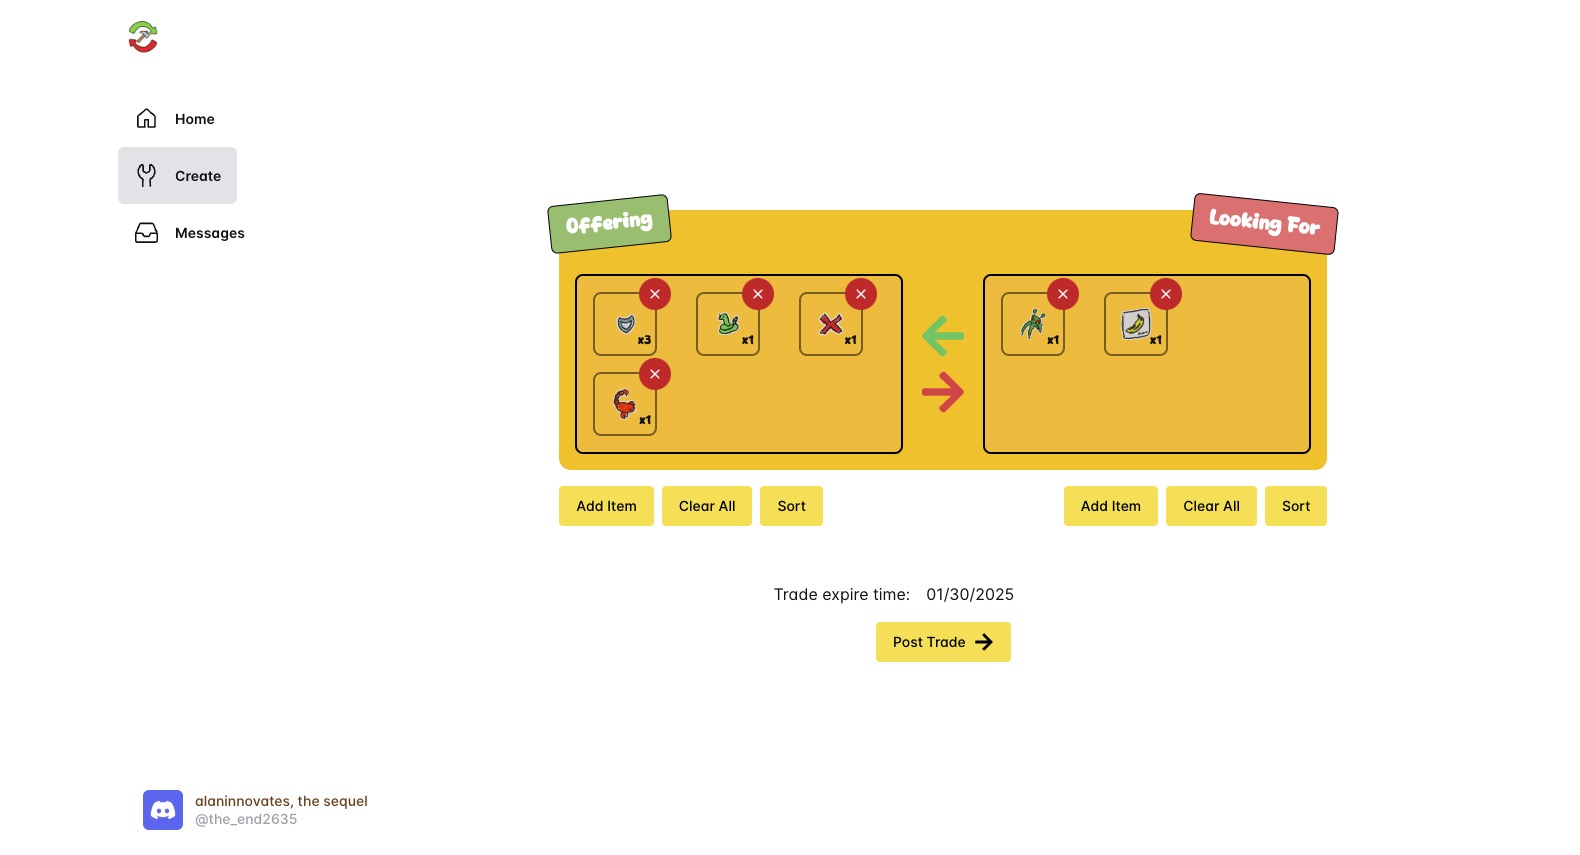 Home
Create
Messages
Offering
Looking For
x3
x1
x1
x1
x1
x1
Add Item
Clear All
Sort
Add Item
Clear All
Sort
Trade expire time: 01/30/2025
Post Trade
alaninnovates, the sequel
@the_end2635